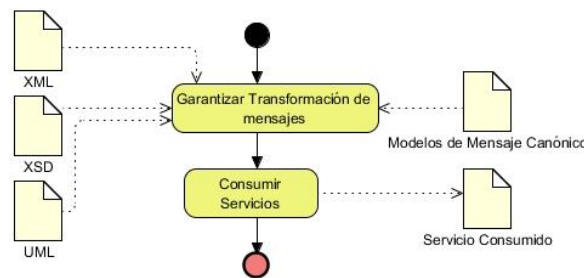 XML
Garantizar Transformación de
mensajes
XSD
Modelos de Mensaje Canónico
Consumir
Servicios
UML
Servicio Consumido